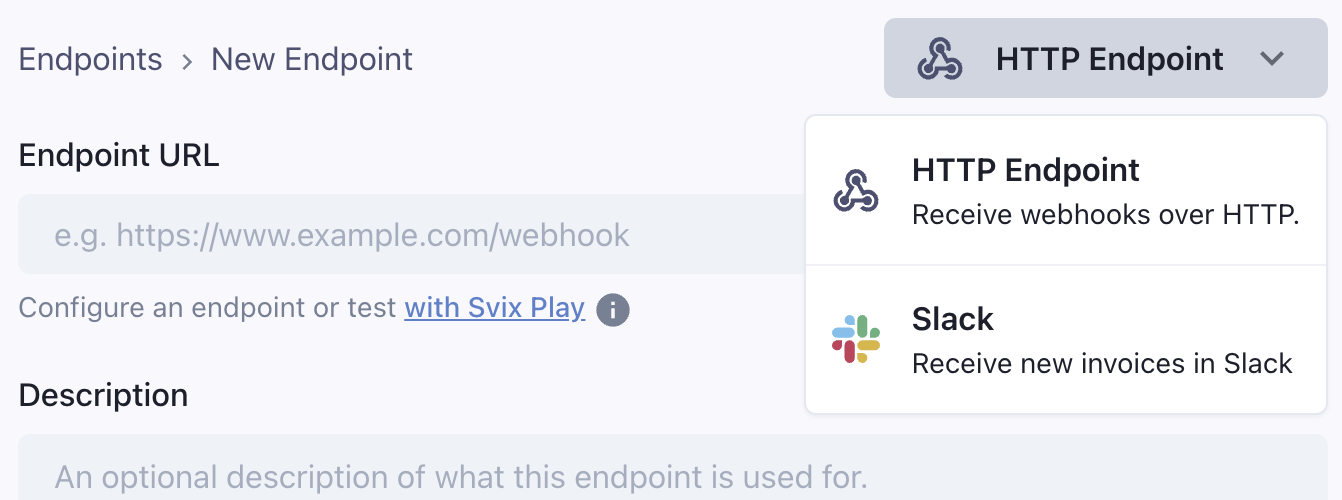 Endpoints › New Endpoint
HTTP Endpoint
Endpoint URL
e.g. https://www.example.com/webhook
Configure an endpoint or test with Svix Play
HTTP Endpoint
Receive webhooks over HTTP.
Slack
Receive new invoices in Slack
Description
An optional description of what this endpoint is used for.